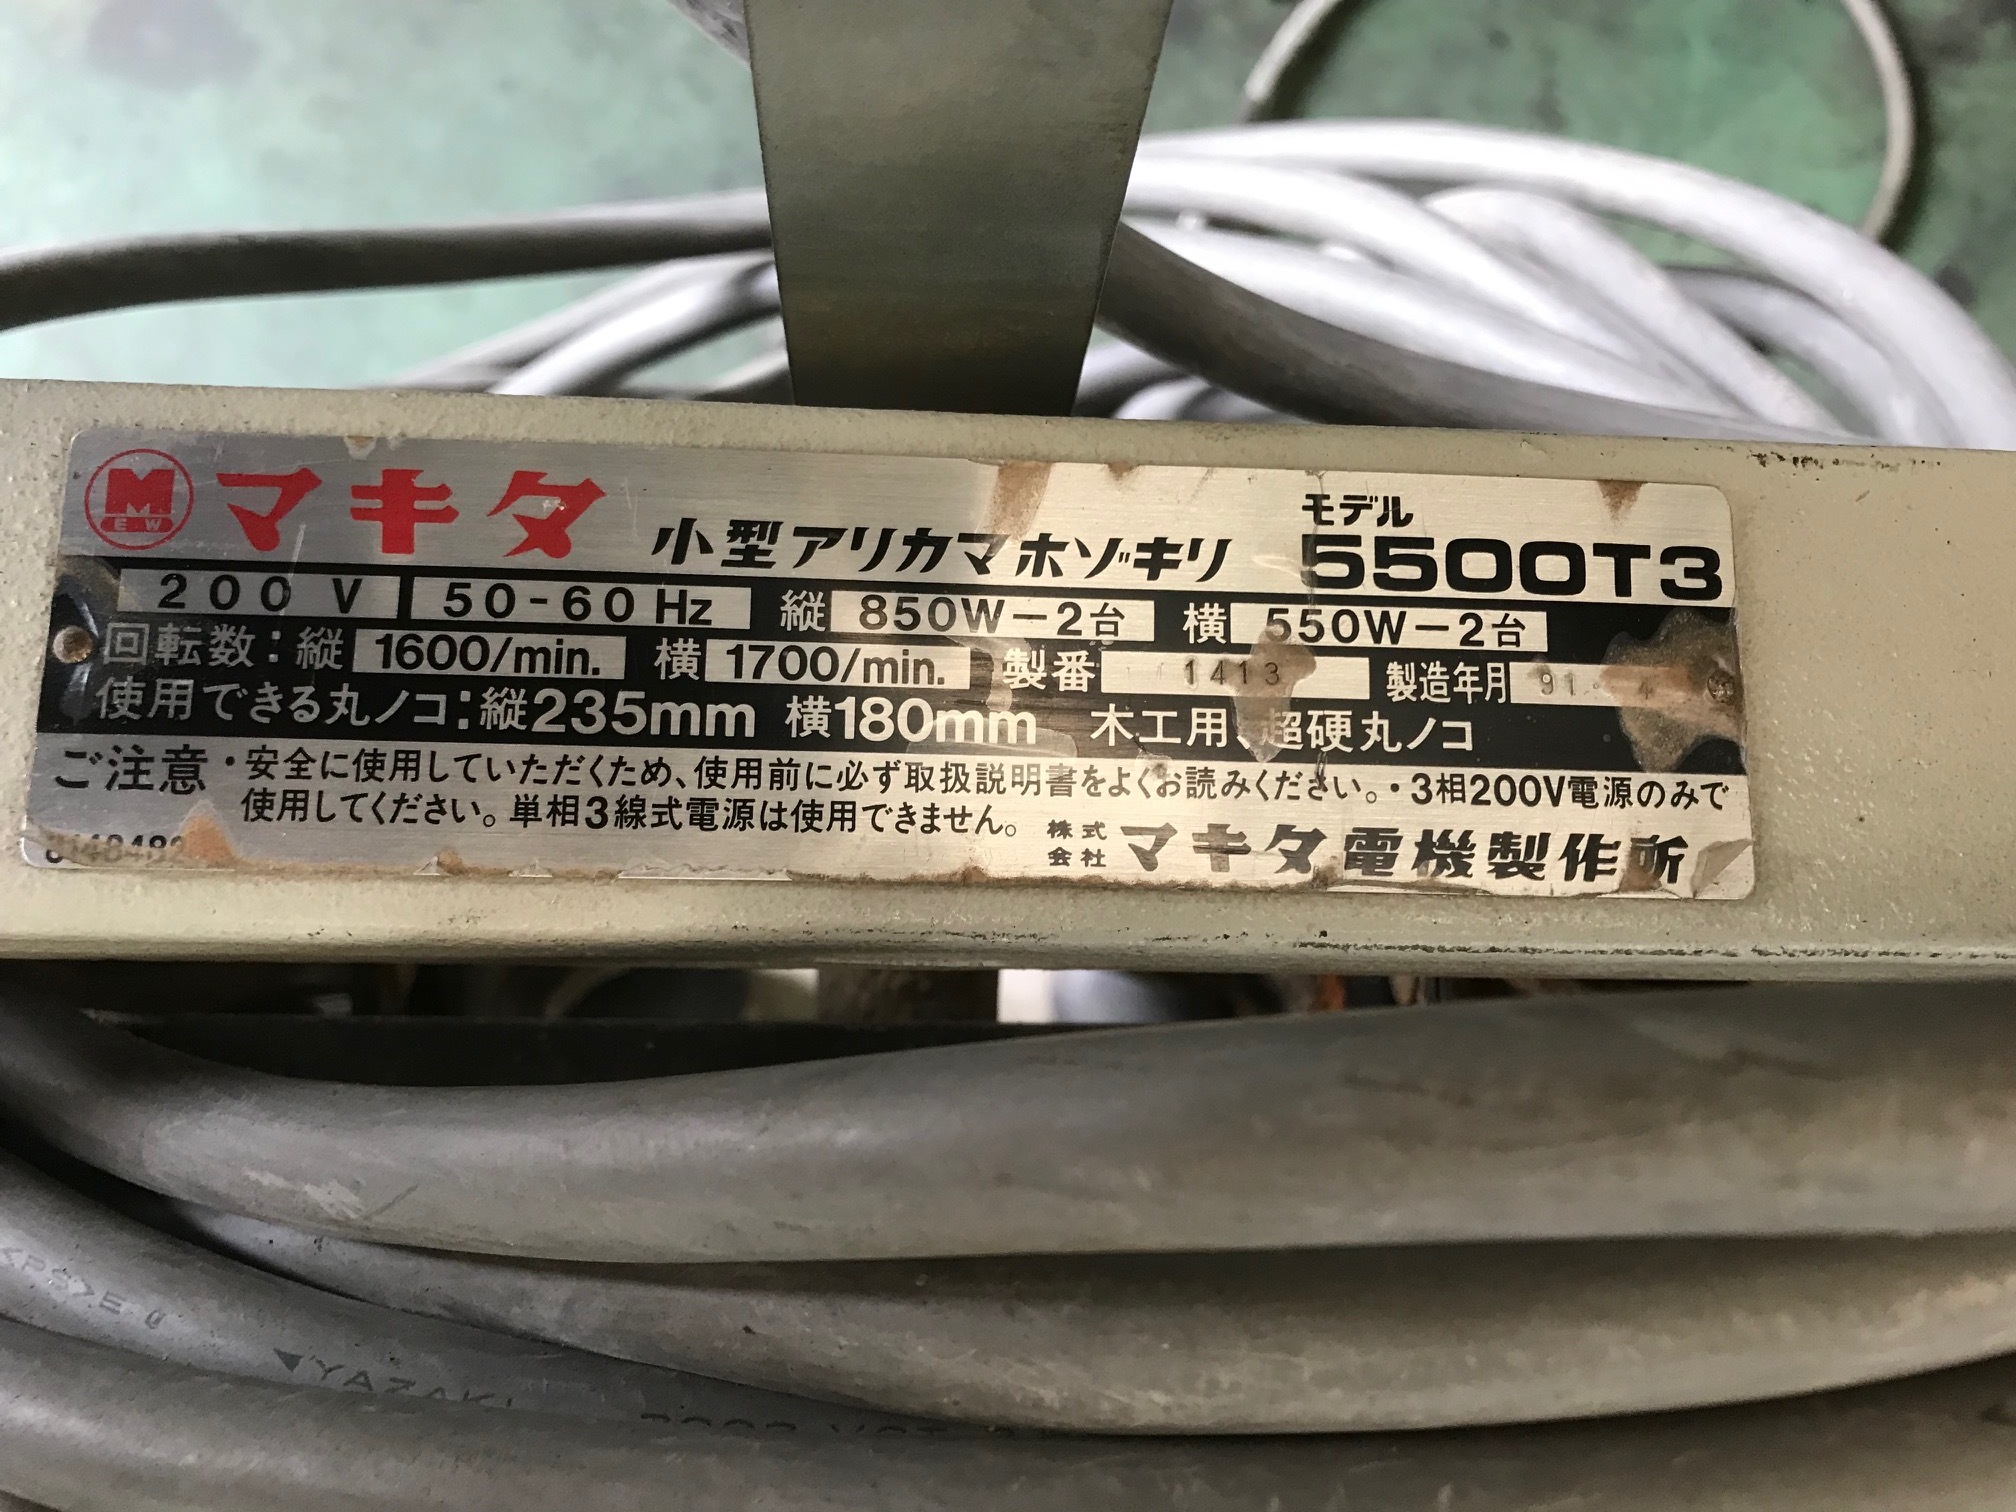 MEW マキタ 小型アリカマホゾキリ モデル 5500T3
200V 50-60Hz 縦 850W-2台 横 550W-2台
回転数:縦 1600/min. 横 1700/min. 製番 1413 製造年月 91 4
使用できる丸ノコ:縦235mm 横180mm 木工用、超硬丸ノコ
ご注意・安全に使用していただくため、使用前に必ず取扱説明書をよくお読みください。・3相200V電源のみで
使用してください。単相3線式電源は使用できません。
株式会社 マキタ電機製作所
<PS>E
YAZAKI